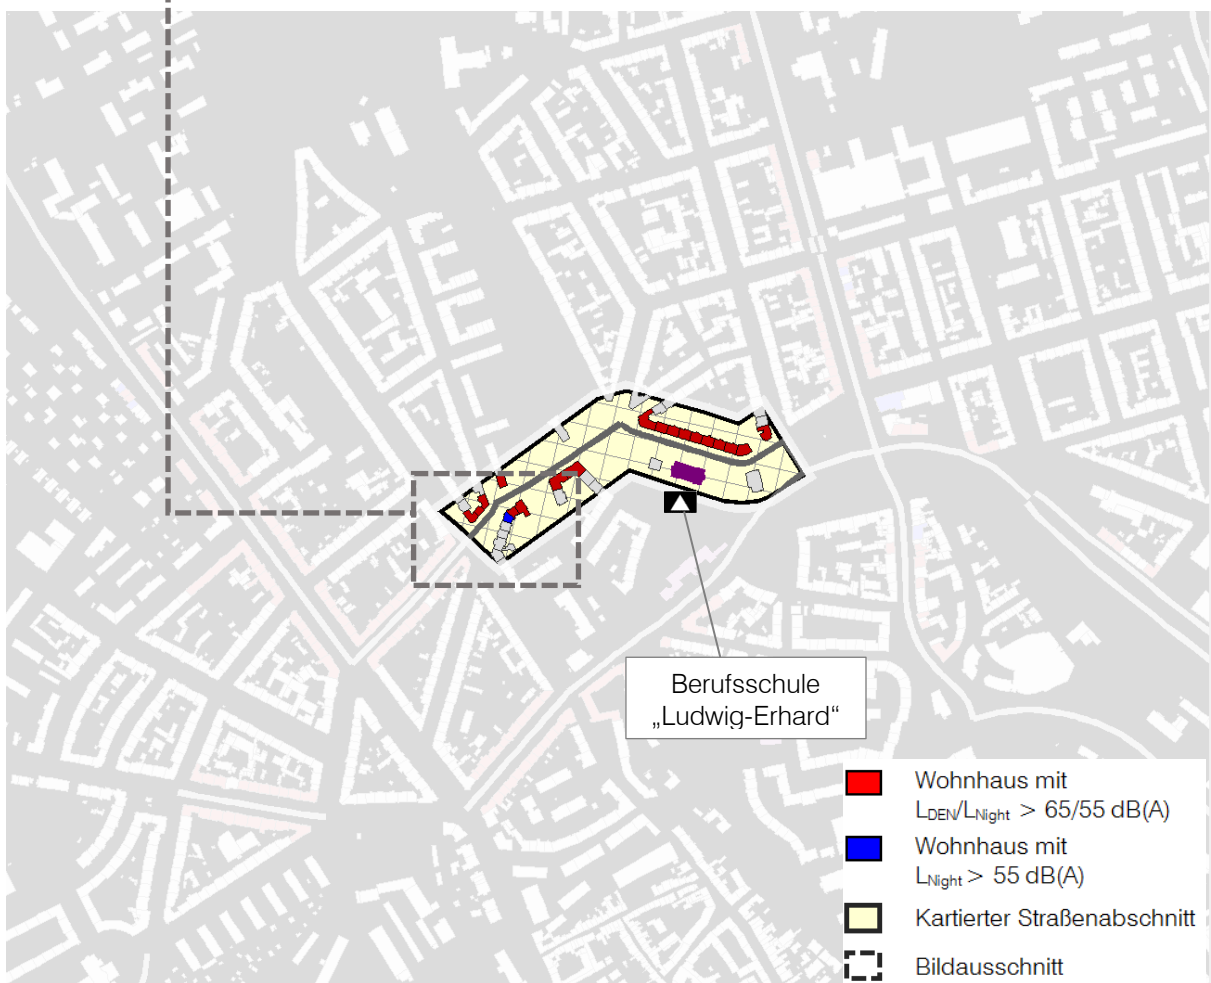 Berufsschule
„Ludwig-Erhard“
Wohnhaus mit
LDEN/LNight > 65/55 dB(A)
Wohnhaus mit
LNight > 55 dB(A)
Kartierter Straßenabschnitt
Bildausschnitt